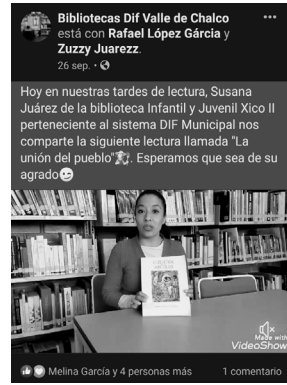 Bibliotecas Dif Valle de Chalco
está con Rafael López Gárcia y
Zuzzy Juarezz.
26 sep.
Hoy en nuestras tardes de lectura, Susana
Juárez de la biblioteca Infantil y Juvenil Xico II
perteneciente al sistema DIF Municipal nos
comparte la siguiente lectura llamada "La
unión del pueblo". Esperamos que sea de su
agrado
Made with
VideoShow
Melina García y 4 personas más
1 comentario